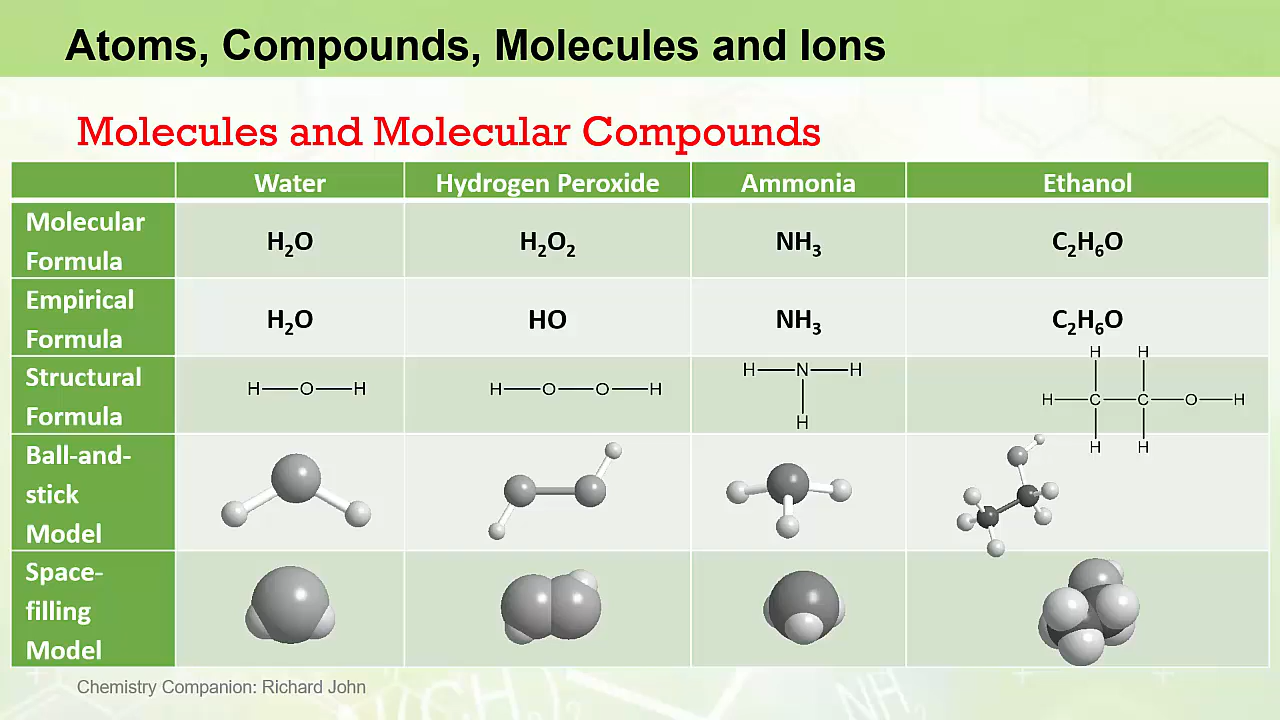 Atoms, Compounds, Molecules and Ions
Molecules and Molecular Compounds
Water Hydrogen Peroxide Ammonia Ethanol
Molecular
Formula
H₂O H₂O₂ NH₃ C₂H₆O
Empirical
Formula
H₂O HO NH₃ C₂H₆O
Structural
Formula
H—O—H
H—O—O—H
H—N—H
H
H H
H—C—C—O—H
H H
Ball-and-
stick
Model
Space-
filling
Model
Chemistry Companion: Richard John